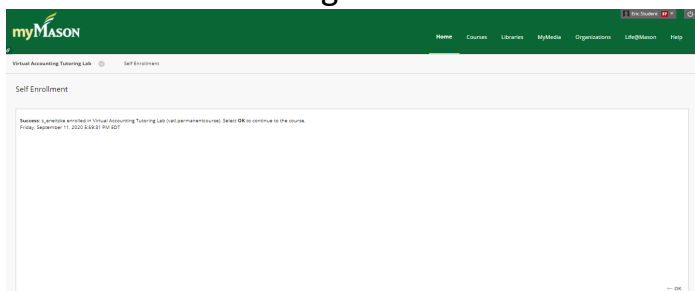 myMASON
Eric Student 37
Home Courses Libraries MyMedia Organizations Life@Mason Help
Virtual Accounting Tutoring Lab Self Enrollment
Self Enrollment
Success: enrolled in Virtual Accounting Tutoring Lab (vatl.permanentcourse). Select OK to continue to the course.
Friday, September 11, 2020 5:59:31 PM EDT
OK